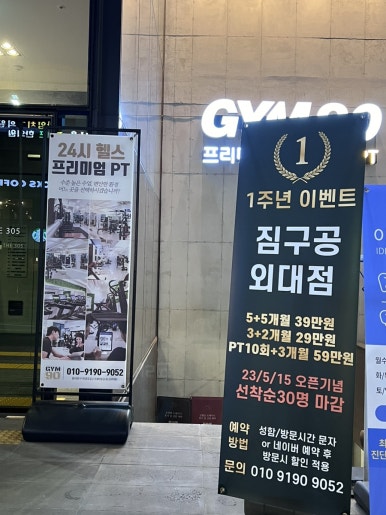 24시 헬스
프리미엄 PT
GYM
90
010-9190-9052
GYM90
프리미
1
1주년 이벤트
짐구공
외대점
5+5개월 39만원
3+2개월 29만원
PT10회+3개월 59만원
23/5/15 오픈기념
선착순30명 마감
예약
방법
성함/방문시간 문자
or 네이버 예약 후
방문시 할인 적용
문의 010 9190 9052
305